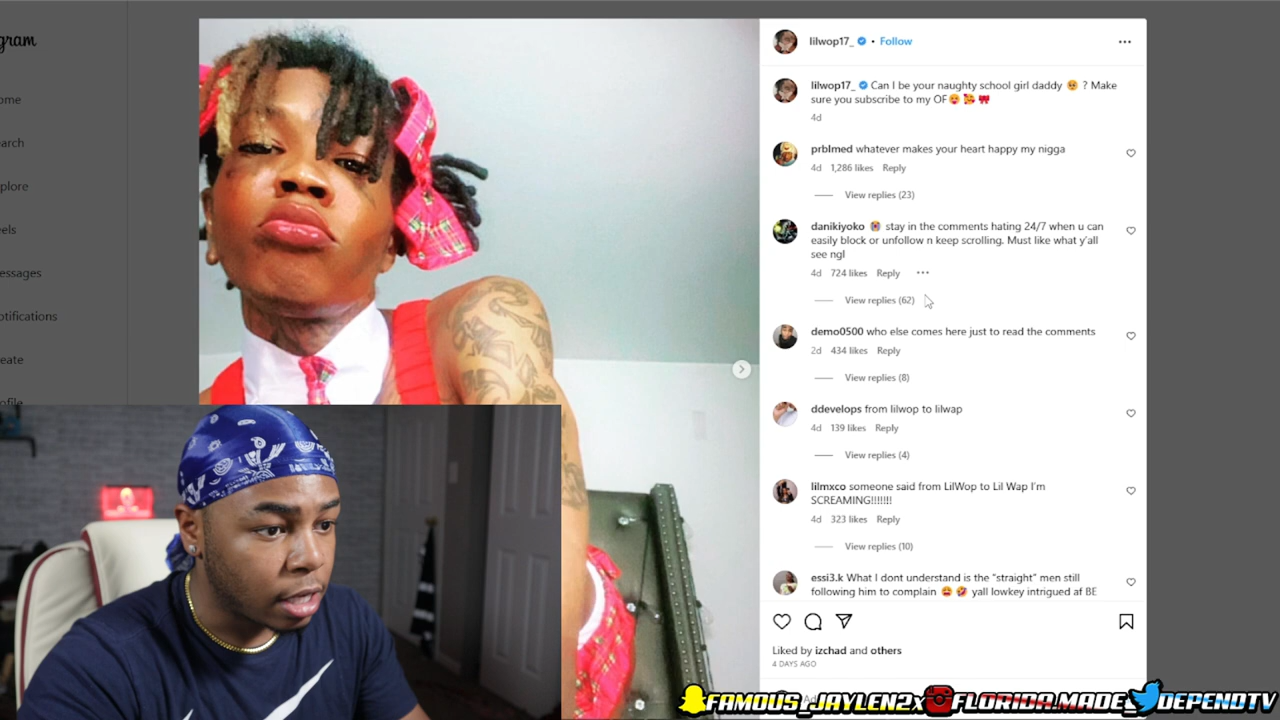 gram
ome
arch
plore
eels
essages
otifications
eate
ofile
lilwop17_ • Follow
lilwop17_ Can I be your naughty school girl daddy 🥺 ? Make
sure you subscribe to my OF😍 🥰 🎀
4d
prblmed whatever makes your heart happy my nigga
4d 1,286 likes Reply
View replies (23)
danikiyoko 😭 stay in the comments hating 24/7 when u can
easily block or unfollow n keep scrolling. Must like what y'all
see ngl
4d 724 likes Reply
View replies (62)
demo0500 who else comes here just to read the comments
2d 434 likes Reply
View replies (8)
ddevelops from lilwop to lilwap
4d 139 likes Reply
View replies (4)
lilmxco someone said from LilWop to Lil Wap I'm
SCREAMING!!!!!!!
4d 323 likes Reply
View replies (10)
essi3.k What I dont understand is the "straight" men still
following him to complain 😩 🤣 yall lowkey intrigued af BE
Liked by izchad and others
4 DAYS AGO
FAMOUS_JAYLEN2x FLORIDA.MADE_ DEPENDTV